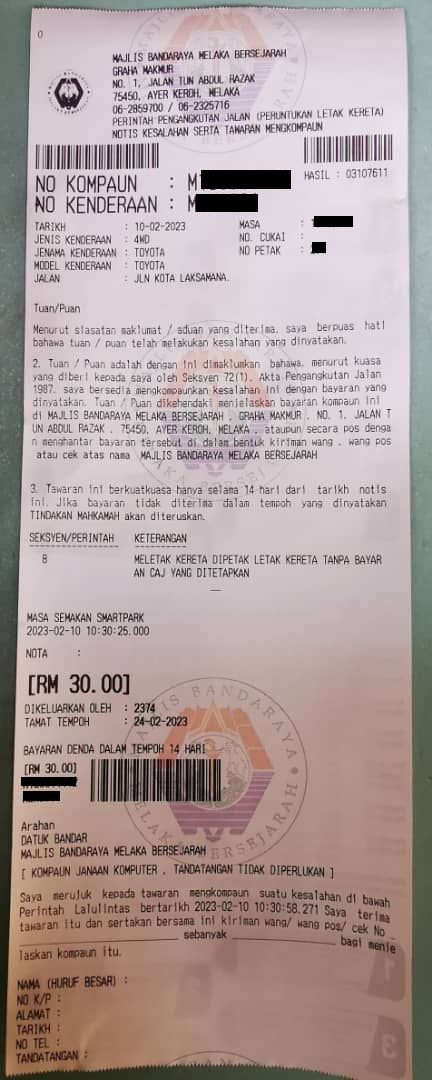 0
MAJLIS BANDARAYA MELAKA BERSEJARAH
GRAHA MAKMUR
NO. 1, JALAN TUN ABDUL RAZAK
75450, AYER KEROH, MELAKA
06-2859700 / 06-2325716
PERINTAH PENGANGKUTAN JALAN (PERUNTUKAN LETAK KERETA)
NOTIS KESALAHAN SERTA TAWARAN MENGKOMPAUN
HASIL : 03107611
NO KOMPAUN : M
NO KENDERAAN : M
TARIKH : 10-02-2023
MASA :
JENIS KENDERAAN : 4WD
NO. CUKAI :
JENAMA KENDERAAN : TOYOTA
NO PETAK :
MODEL KENDERAAN : TOYOTA
JALAN : JLN KOTA LAKSAMANA.
Tuan/Puan
Menurut siasatan maklumat / aduan yang diterima, saya berpuas hati
bahawa tuan / puan telah melakukan kesalahan yang dinyatakan.
2. Tuan / Puan adalah dengan ini dimaklumkan bahawa, menurut kuasa
yang diberi kepada saya oleh Seksyen 72(1), Akta Pengangkutan Jalan
1987, saya bersedia mengkompaunkan kesalahan ini dengan bayaran yang
dinyatakan. Tuan / Puan dikehendaki menjelaskan bayaran kompaun ini
di MAJLIS BANDARAYA MELAKA BERSEJARAH , GRAHA MAKMUR , NO. 1, JALAN T
UN ABDUL RAZAK , 75450, AYER KEROH, MELAKA , ataupun secara pos denga
n menghantar bayaran tersebut di dalam bentuk kiriman wang , wang pos
atau cek atas nama MAJLIS BANDARAYA MELAKA BERSEJARAH
3. Tawaran ini berkuatkuasa hanya selama 14 hari dari tarikh notis
ini. Jika bayaran tidak diterima dalam tempoh yang dinyatakan
TINDAKAN MAHKAMAH akan diteruskan.
SEKSYEN/PERINTAH KETERANGAN
8 MELETAK KERETA DIPETAK LETAK KERETA TANPA BAYAR
AN CAJ YANG DITETAPKAN
MASA SEMAKAN SMARTPARK
2023-02-10 10:30:25.000
NOTA :
[RM 30.00]
DIKELUARKAN OLEH : 2374
TAMAT TEMPOH : 24-02-2023
BAYARAN DENDA DALAM TEMPOH 14 HARI
[RM 30.00]
Arahan
DATUK BANDAR
MAJLIS BANDARAYA MELAKA BERSEJARAH
[ KOMPAUN JANAAN KOMPUTER , TANDATANGAN TIDAK DIPERLUKAN ]
Saya merujuk kepada tawaran mengkompaun suatu kesalahan di bawah
Perintah Lalulintas bertarikh 2023-02-10 10:30:58.271 Saya terima
tawaran itu dan sertakan bersama ini kiriman wang/ wang pos/ cek No_
____________ sebanyak ____________ bagi menje
laskan kompaun itu.
NAMA (HURUF BESAR) :
NO K/P :
ALAMAT :
TARIKH :
NO TEL :
TANDATANGAN :